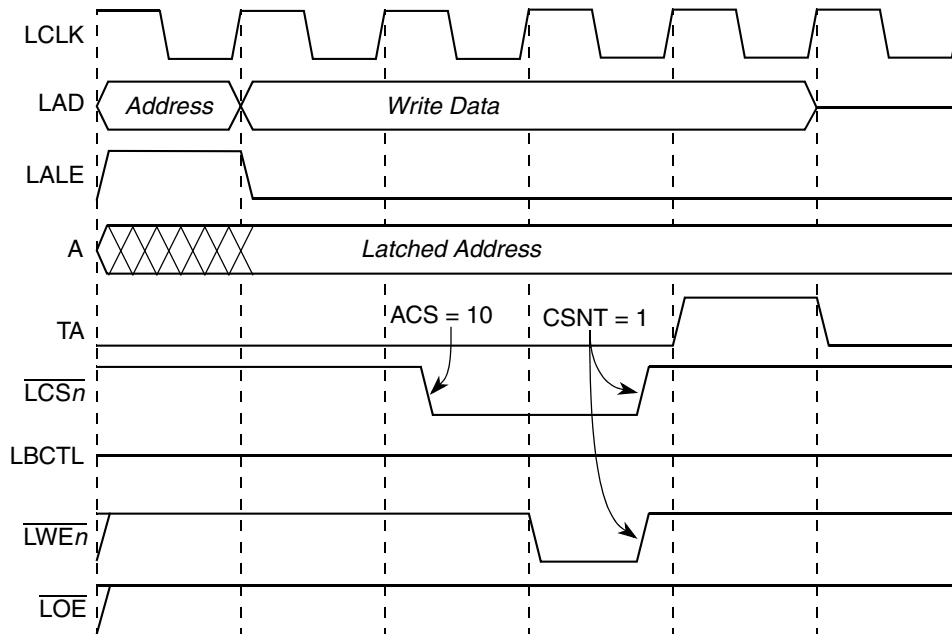 LCLK
LAD
Address
Write Data
LALE
A
Latched Address
TA
ACS = 10
CSNT = 1
LCSn
LBCTL
LWEn
LOE